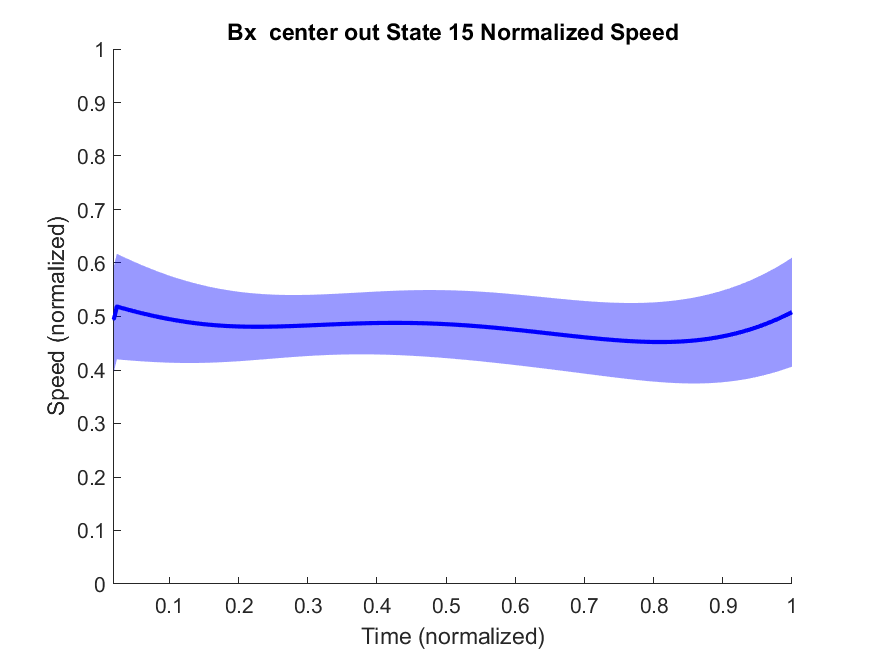 Bx  center out State 15 Normalized Speed
1
0.9
0.8
0.7
0.6
0.5
0.4
0.3
0.2
0.1
0
Speed (normalized)
0.1 0.2 0.3 0.4 0.5 0.6 0.7 0.8 0.9 1
Time (normalized)